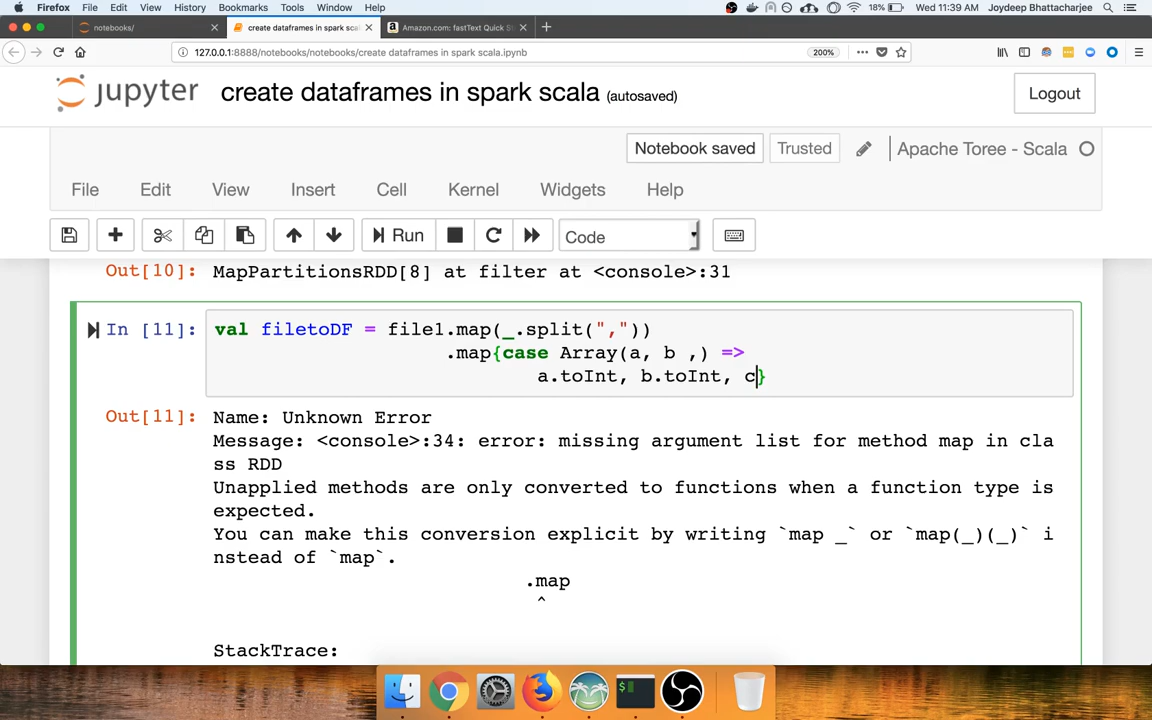 Firefox File Edit View History Bookmarks Tools Window Help 18% Wed 11:39 AM Joydeep Bhattacharjee
notebooks/ create dataframes in spark scal Amazon.com: fastText Quick St
127.0.0.1:8888/notebooks/notebooks/create dataframes in spark scala.ipynb 200%
jupyter create dataframes in spark scala (autosaved) Logout
Notebook saved Trusted Apache Toree - Scala
File Edit View Insert Cell Kernel Widgets Help
Run Code
Out[10]: MapPartitionsRDD[8] at filter at <console>:31
In [11]: val filetoDF = file1.map(_.split(","))
.map{case Array(a, b ,) =>
a.toInt, b.toInt, c}
Out[11]: Name: Unknown Error
Message: <console>:34: error: missing argument list for method map in cla
ss RDD
Unapplied methods are only converted to functions when a function type is
expected.
You can make this conversion explicit by writing `map _` or `map(_)(_)` i
nstead of `map`.
.map
^
StackTrace: